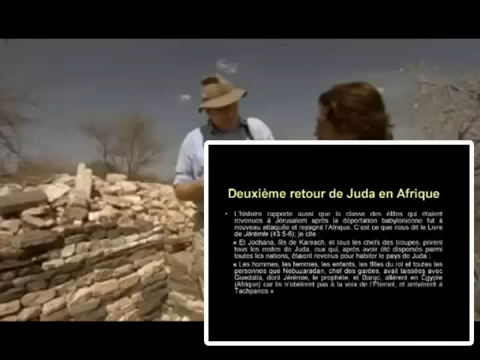 Deuxième retour de Juda en Afrique
• L'histoire rapporte aussi que la classe des élites qui étaient
revenues à Jérusalem après la déportation babylonienne fut à
nouveau attaquée et rejoignit l'Afrique. C'est ce que nous dit le Livre
de Jérémie (43:5-6); je cite :
« Et Jochana, fils de Kareach, et tous les chefs des troupes, prirent
tous les restes de Juda, ceux qui, après avoir été dispersés parmi
toutes les nations, étaient revenus pour habiter le pays de Juda ;
« Les hommes, les femmes, les enfants, les filles du roi et toutes les
personnes que Nebuzaradan, chef des gardes, avait laissées avec
Guedalia, dont Jérémie, le prophète, et Baruc, allèrent en Egypte
(Afrique) car ils n'obéirent pas à la voix de l'Éternel, et arrivèrent à
Tachpanès »